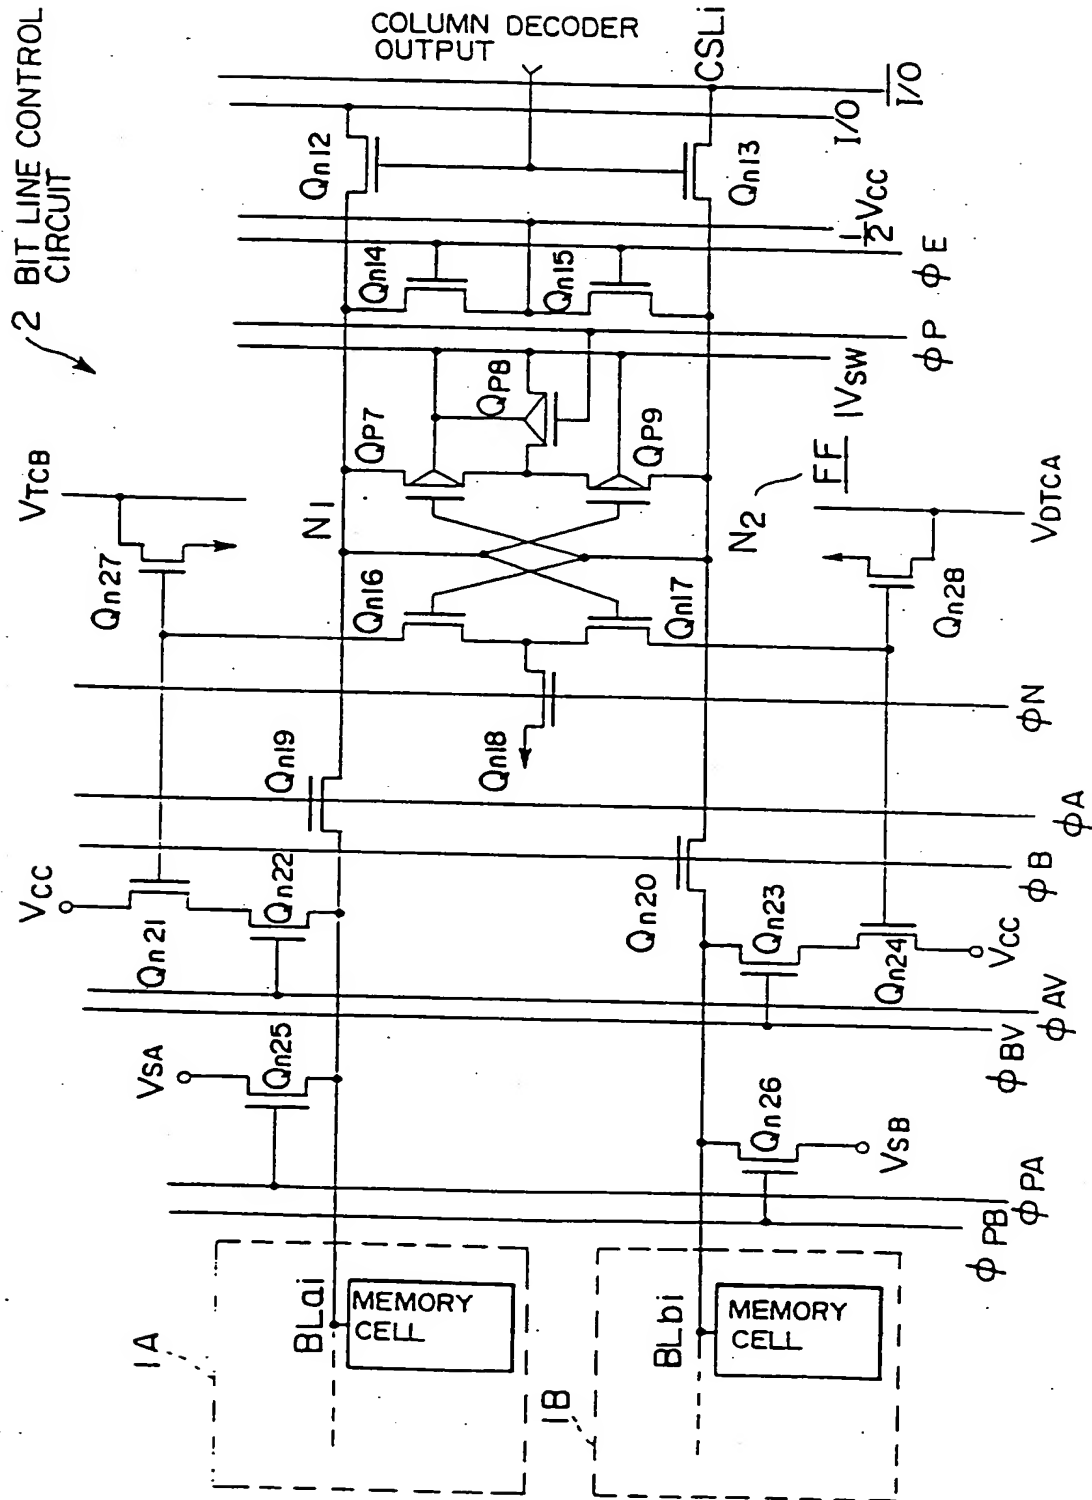 2 BIT LINE CONTROL
CIRCUIT
COLUMN DECODER
OUTPUT
CSLi
I/O
I/O
Qn12
Qn13
1/2 Vcc
ΦE
Qn14
Qn15
ΦP
IVSW
QP8
QP7
QP9
FF
VTCB
N1
N2
VDTCA
Qn27
Qn16
Qn17
Qn28
ΦN
Qn18
Qn19
ΦA
ΦB
VCC
Qn22
Qn20
Qn23
Qn21
Qn24
VCC
ΦAV
ΦBV
VSA
Qn25
Qn26
VSB
ΦPA
ΦPB
1A
BLai
MEMORY
CELL
1B
BLbi
MEMORY
CELL